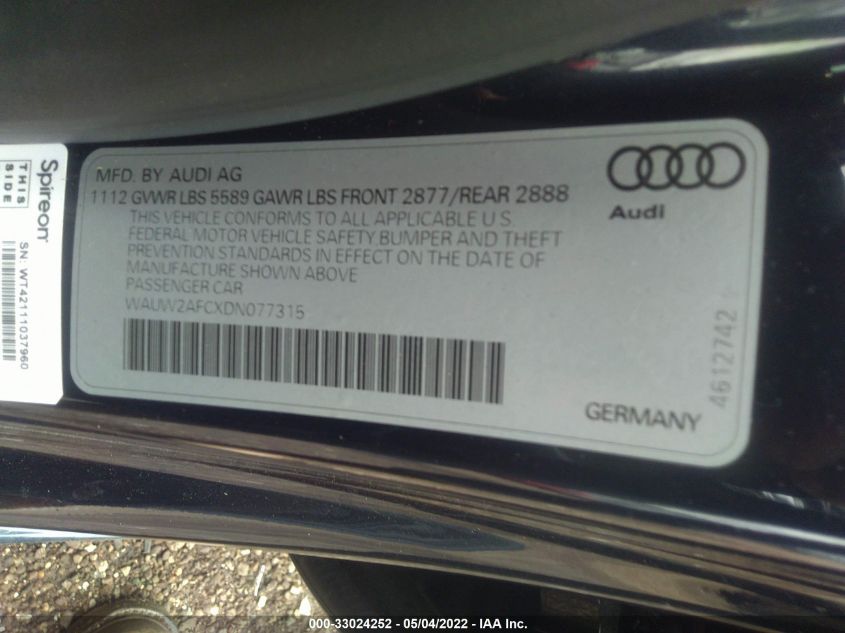 MFD. BY AUDI AG
1112 GVWR LBS 5589 GAWR LBS FRONT 2877/REAR 2888
THIS VEHICLE CONFORMS TO ALL APPLICABLE U.S.
FEDERAL MOTOR VEHICLE SAFETY,BUMPER AND THEFT
PREVENTION STANDARDS IN EFFECT ON THE DATE OF
MANUFACTURE SHOWN ABOVE
PASSENGER CAR
WAUW2AFCXDN077315
Audi
GERMANY
4612742
Spireon
THIS
SIDE
SN: WT42111037960
000-33024252 - 05/04/2022 - IAA Inc.